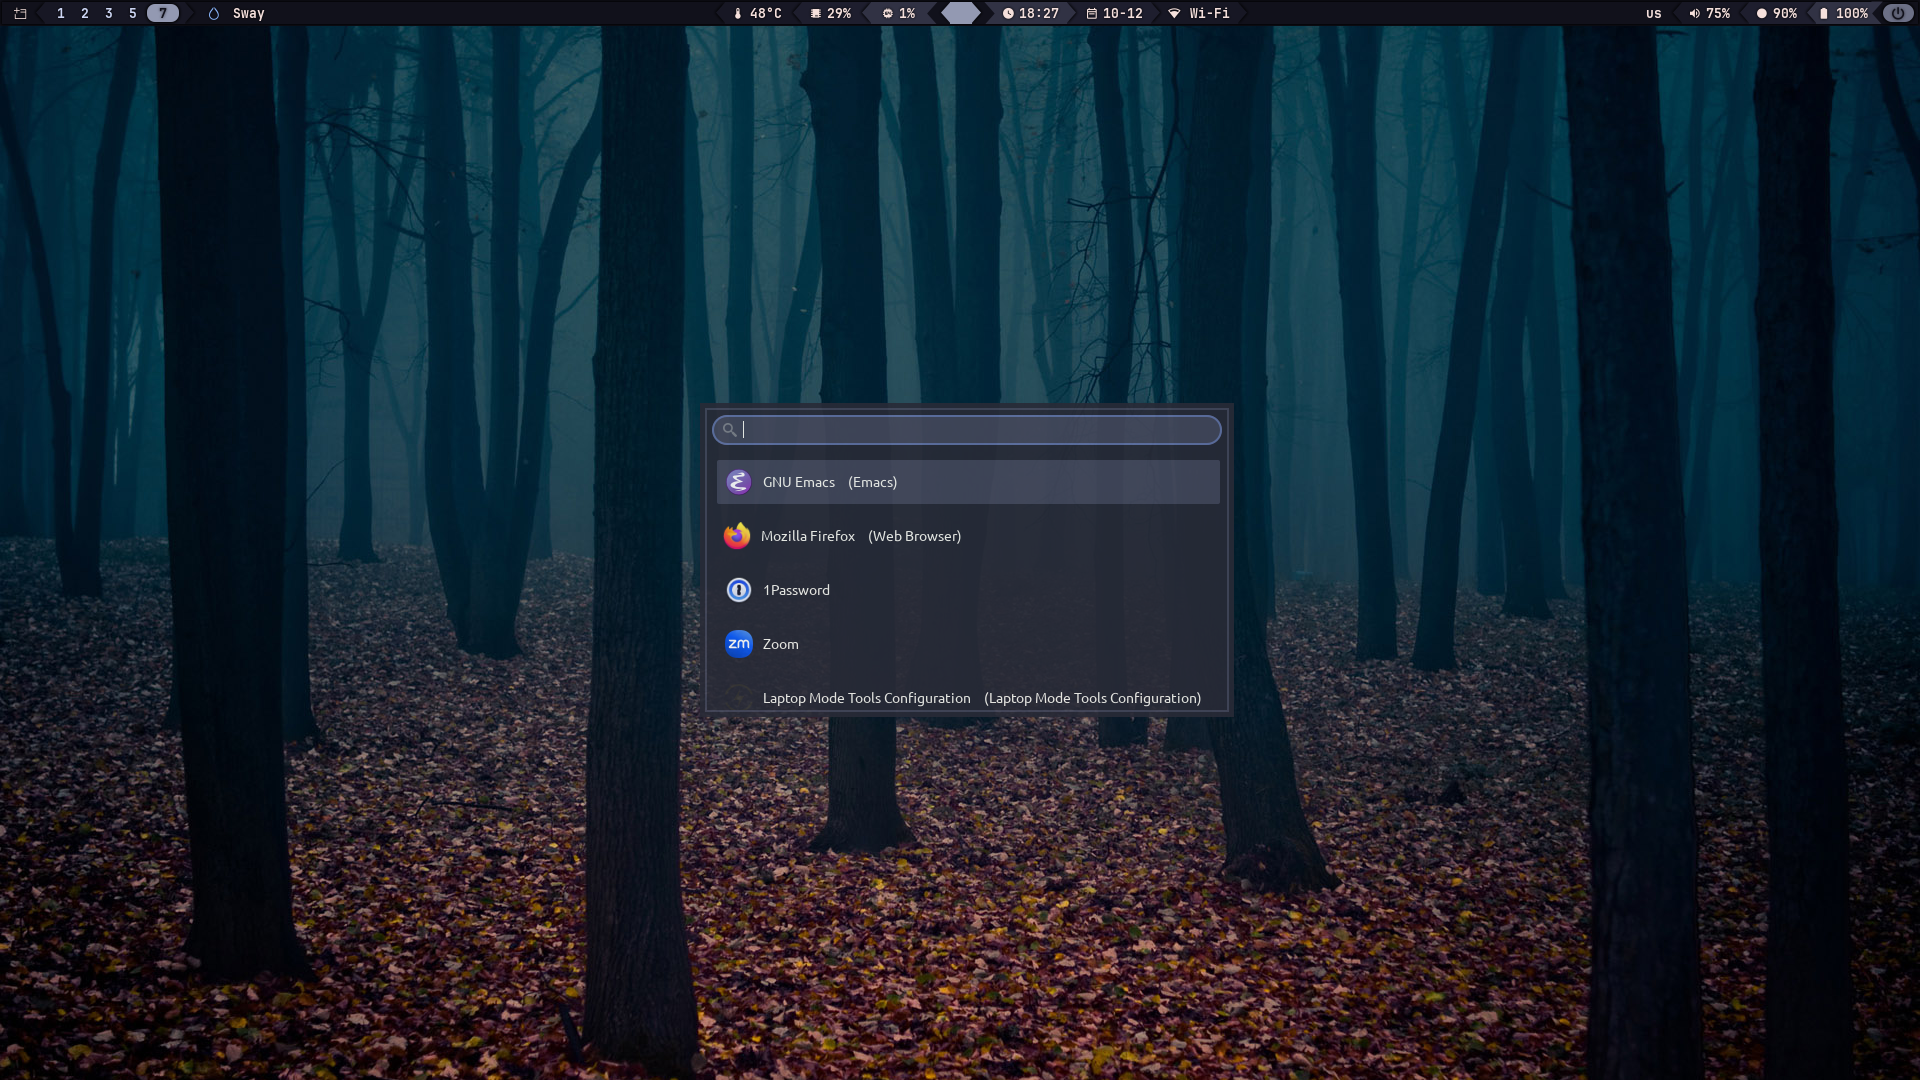 1 2 3 5 7 Sway 48°C 29% 1% 18:27 10-12 Wi-Fi us 75% 90% 100%
GNU Emacs (Emacs)
Mozilla Firefox (Web Browser)
1Password
zm Zoom
Laptop Mode Tools Configuration (Laptop Mode Tools Configuration)